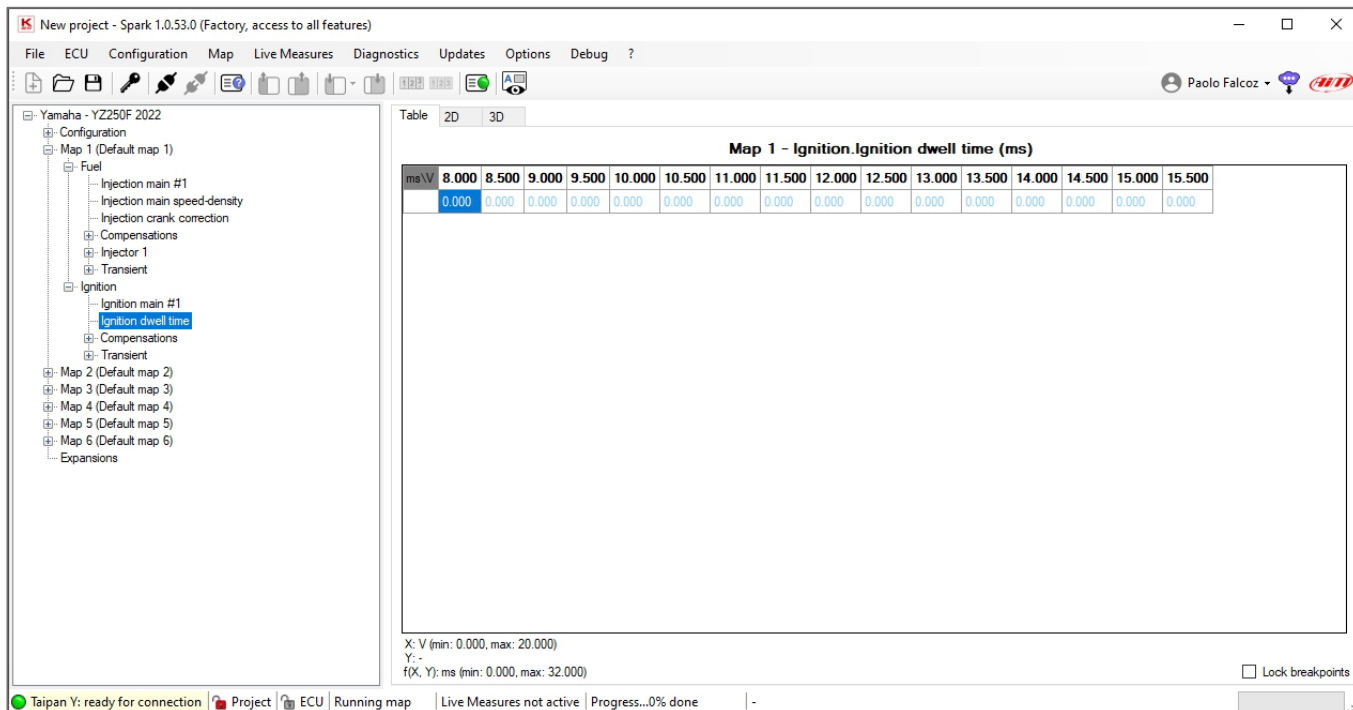 New project - Spark 1.0.53.0 (Factory, access to all features)
File ECU Configuration Map Live Measures Diagnostics Updates Options Debug ?
Paolo Falcoz
Yamaha - YZ250F 2022
Configuration
Map 1 (Default map 1)
Fuel
Injection main #1
Injection main speed-density
Injection crank correction
Compensations
Injector 1
Transient
Ignition
Ignition main #1
Ignition dwell time
Compensations
Transient
Map 2 (Default map 2)
Map 3 (Default map 3)
Map 4 (Default map 4)
Map 5 (Default map 5)
Map 6 (Default map 6)
Expansions
Table 2D 3D
Map 1 - Ignition.Ignition dwell time (ms)
ms\V 8.000 8.500 9.000 9.500 10.000 10.500 11.000 11.500 12.000 12.500 13.000 13.500 14.000 14.500 15.000 15.500
0.000 0.000 0.000 0.000 0.000 0.000 0.000 0.000 0.000 0.000 0.000 0.000 0.000 0.000 0.000 0.000
X: V (min: 0.000, max: 20.000)
Y: -
f(X, Y): ms (min: 0.000, max: 32.000)
Lock breakpoints
Taipan Y: ready for connection Project ECU Running map Live Measures not active Progress...0% done -